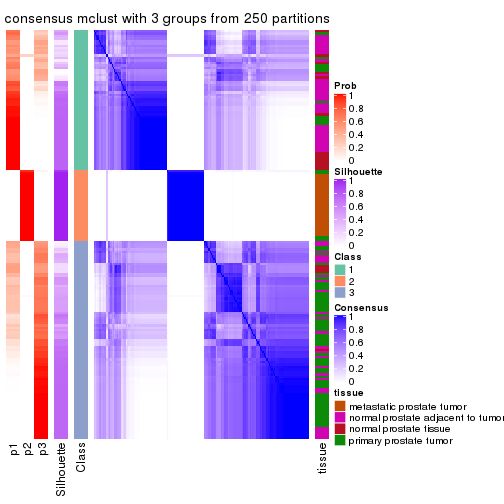 consensus mclust with 3 groups from 250 partitions
Prob
1
0.8
0.6
0.4
0.2
0
Silhouette
1
0.8
0.6
0.4
0.2
0
Class
1
2
3
Consensus
1
0.8
0.6
0.4
0.2
0
tissue
metastatic prostate tumor
normal prostate adjacent to tumor
normal prostate tissue
primary prostate tumor
p1
p2
p3
Silhouette
Class
tissue